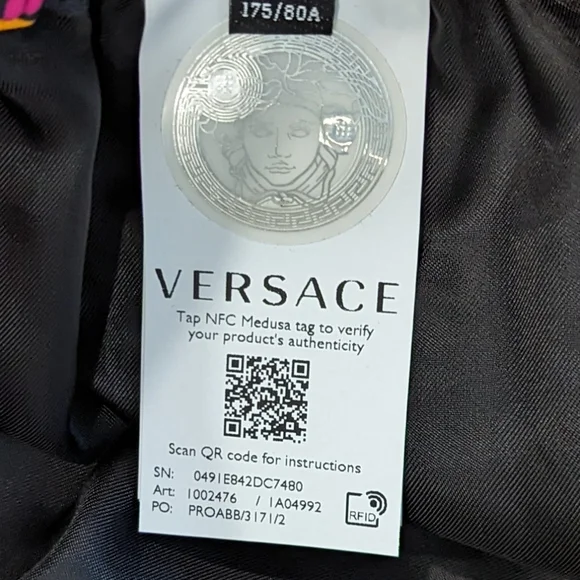 175/80A
VERSACE
Tap NFC Medusa tag to verify
your product's authenticity
Scan QR code for instructions
SN: 0491E842DC7480
Art: 1002476 / 1A04992
PO: PROABB/3171/2
RFID